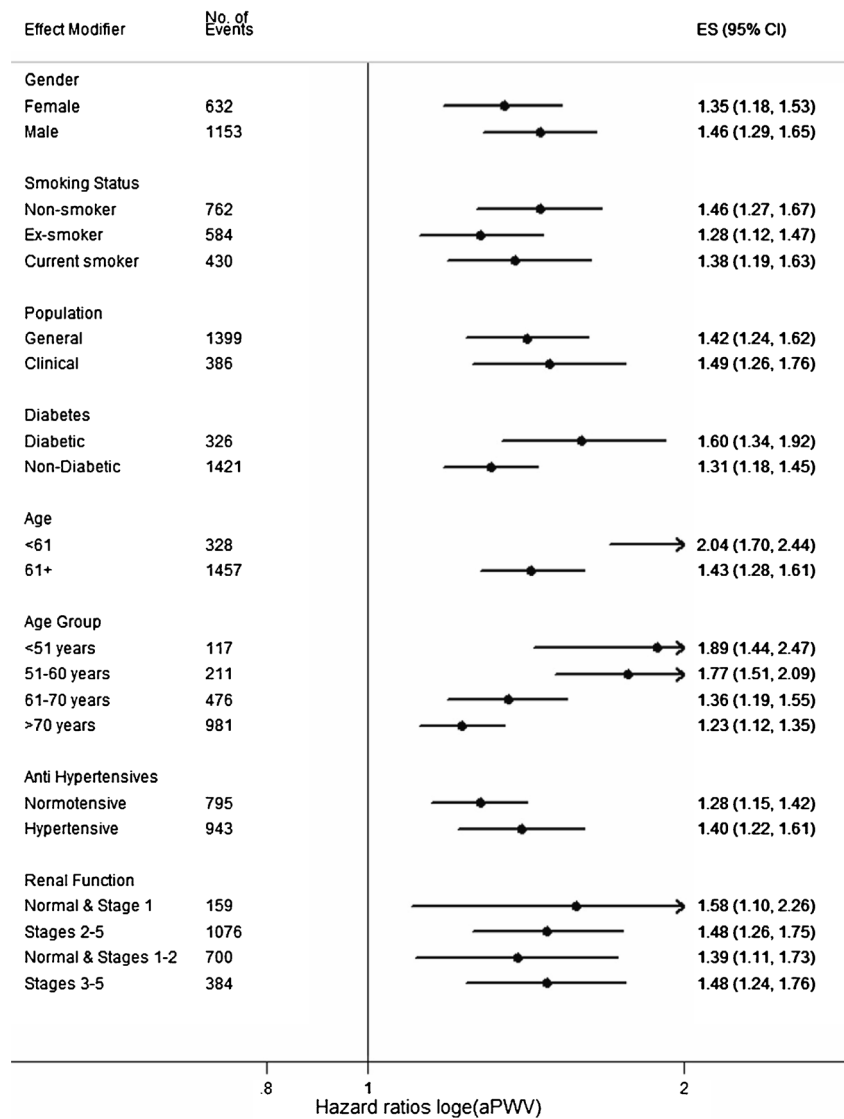 No. of
Effect Modifier Events ES (95% CI)
Gender
Female 632 1.35 (1.18, 1.53)
Male 1153 1.46 (1.29, 1.65)
Smoking Status
Non-smoker 762 1.46 (1.27, 1.67)
Ex-smoker 584 1.28 (1.12, 1.47)
Current smoker 430 1.38 (1.19, 1.63)
Population
General 1399 1.42 (1.24, 1.62)
Clinical 386 1.49 (1.26, 1.76)
Diabetes
Diabetic 326 1.60 (1.34, 1.92)
Non-Diabetic 1421 1.31 (1.18, 1.45)
Age
<61 328 2.04 (1.70, 2.44)
61+ 1457 1.43 (1.28, 1.61)
Age Group
<51 years 117 1.89 (1.44, 2.47)
51-60 years 211 1.77 (1.51, 2.09)
61-70 years 476 1.36 (1.19, 1.55)
>70 years 981 1.23 (1.12, 1.35)
Anti Hypertensives
Normotensive 795 1.28 (1.15, 1.42)
Hypertensive 943 1.40 (1.22, 1.61)
Renal Function
Normal & Stage 1 159 1.58 (1.10, 2.26)
Stages 2-5 1076 1.48 (1.26, 1.75)
Normal & Stages 1-2 700 1.39 (1.11, 1.73)
Stages 3-5 384 1.48 (1.24, 1.76)
.8 1 2
Hazard ratios loge(aPWV)